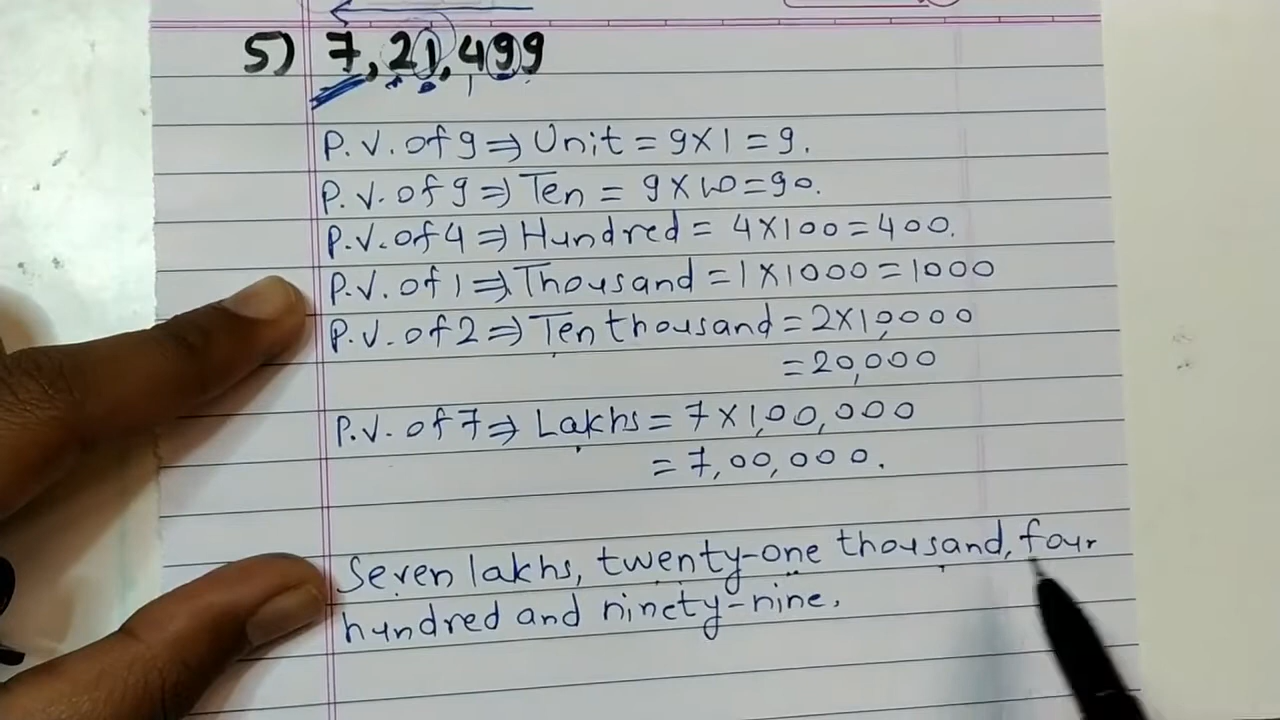 5) 7,21,499
P.V. of 9 ⇒ Unit = 9 × 1 = 9.
P.V. of 9 ⇒ Ten = 9 × 10 = 90.
P.V. of 4 ⇒ Hundred = 4 × 100 = 400.
P.V. of 1 ⇒ Thousand = 1 × 1000 = 1000
P.V. of 2 ⇒ Ten thousand = 2 × 10,000
= 20,000
P.V. of 7 ⇒ Lakhs = 7 × 1,00,000
= 7,00,000.
Seven lakhs, twenty-one thousand, four
hundred and ninety-nine.